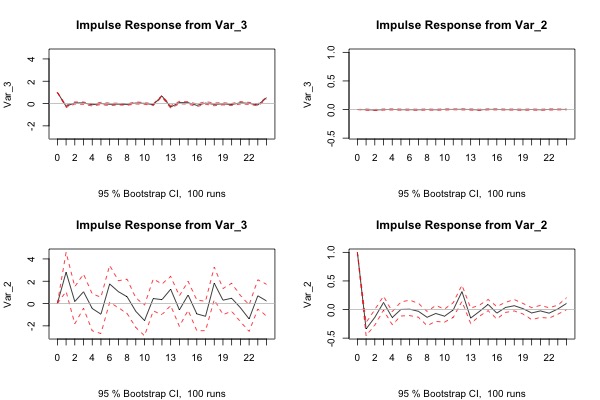 Impulse Response from Var_3
Var_3
4
2
0
-2
0 2 4 6 8 10 13 16 19 22
95 % Bootstrap CI,  100 runs
Impulse Response from Var_2
Var_3
1.0
0.5
0.0
-0.5
0 2 4 6 8 10 13 16 19 22
95 % Bootstrap CI,  100 runs
Impulse Response from Var_3
Var_2
4
2
0
-2
0 2 4 6 8 10 13 16 19 22
95 % Bootstrap CI,  100 runs
Impulse Response from Var_2
Var_2
1.0
0.5
0.0
-0.5
0 2 4 6 8 10 13 16 19 22
95 % Bootstrap CI,  100 runs